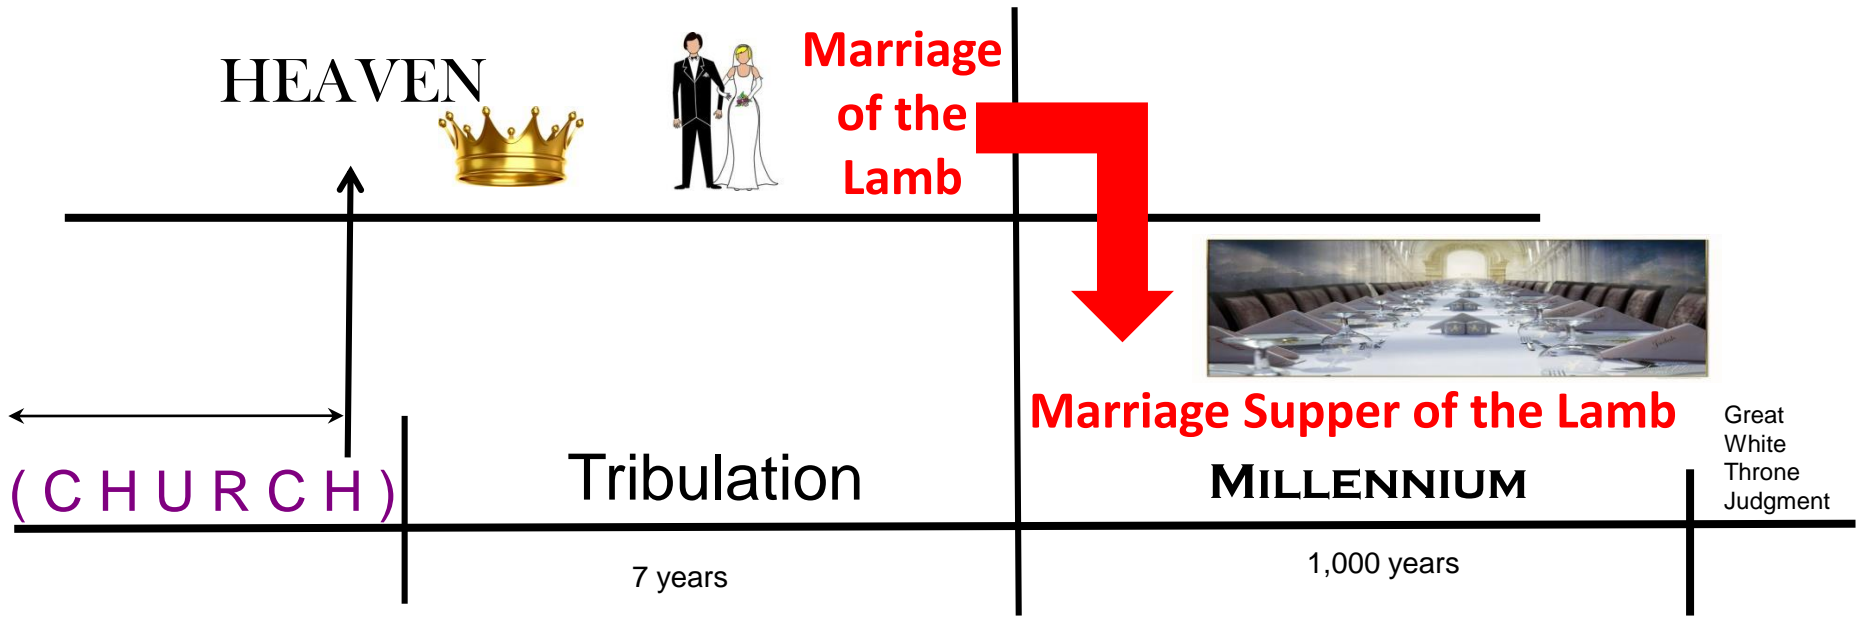 HEAVEN
Marriage
of the
Lamb
Marriage Supper of the Lamb
Great
White
Throne
Judgment
( C H U R C H )
Tribulation
MILLENNIUM
7 years
1,000 years